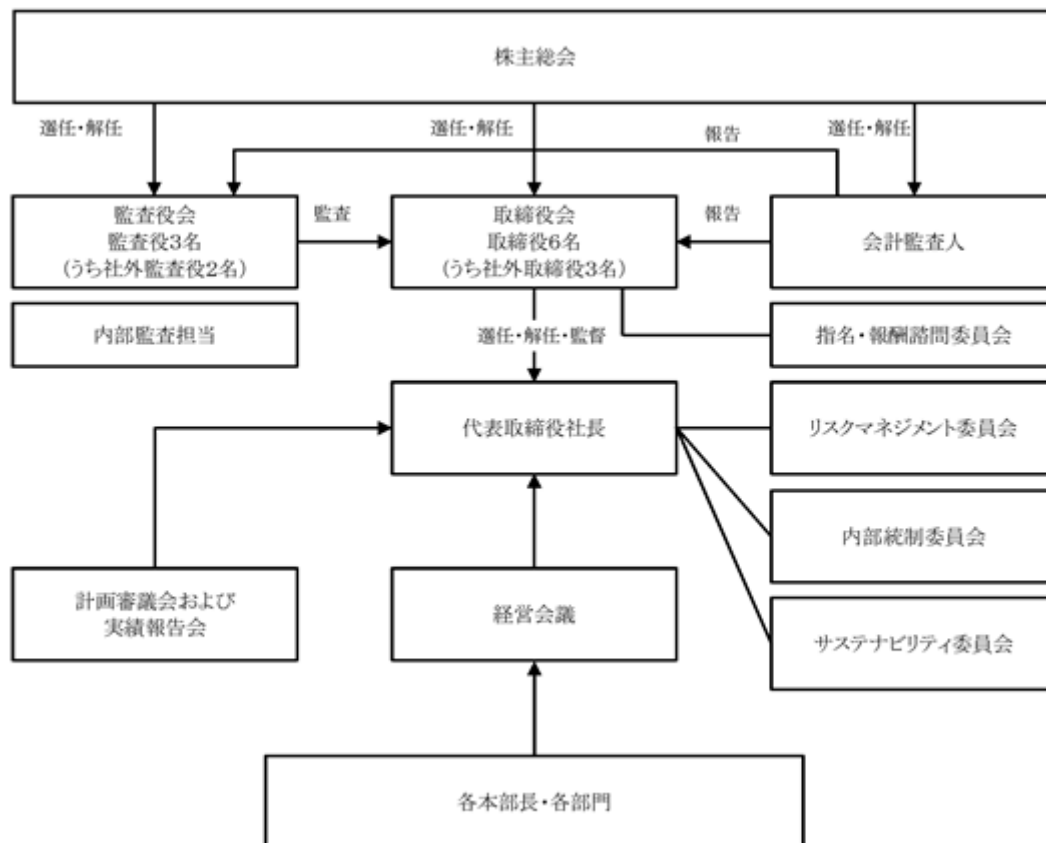 株主総会
選任・解任
選任・解任
選任・解任
報告
監査役会
監査役3名
(うち社外監査役2名)
監査
取締役会
取締役6名
(うち社外取締役3名)
報告
会計監査人
内部監査担当
選任・解任・監督
指名・報酬諮問委員会
代表取締役社長
リスクマネジメント委員会
内部統制委員会
計画審議会および
実績報告会
経営会議
サステナビリティ委員会
各本部長・各部門